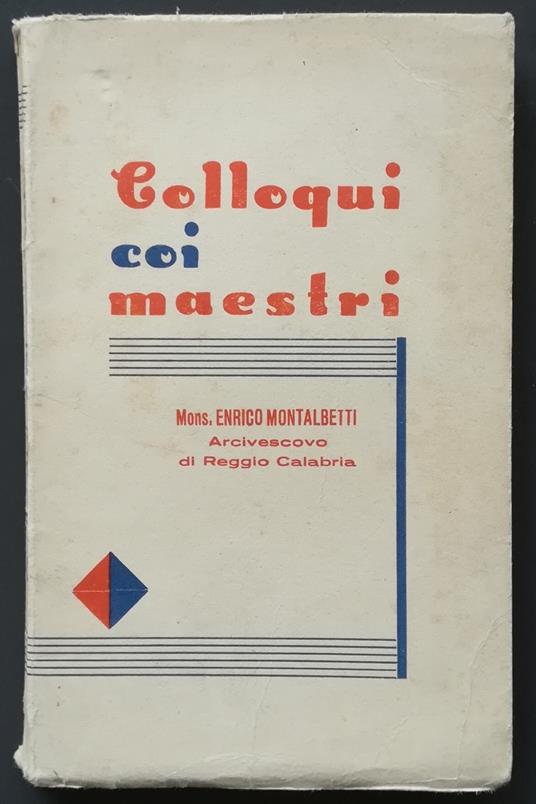 Colloqui
coi
maestri
Mons. ENRICO MONTALBETTI
Arcivescovo
di Reggio Calabria